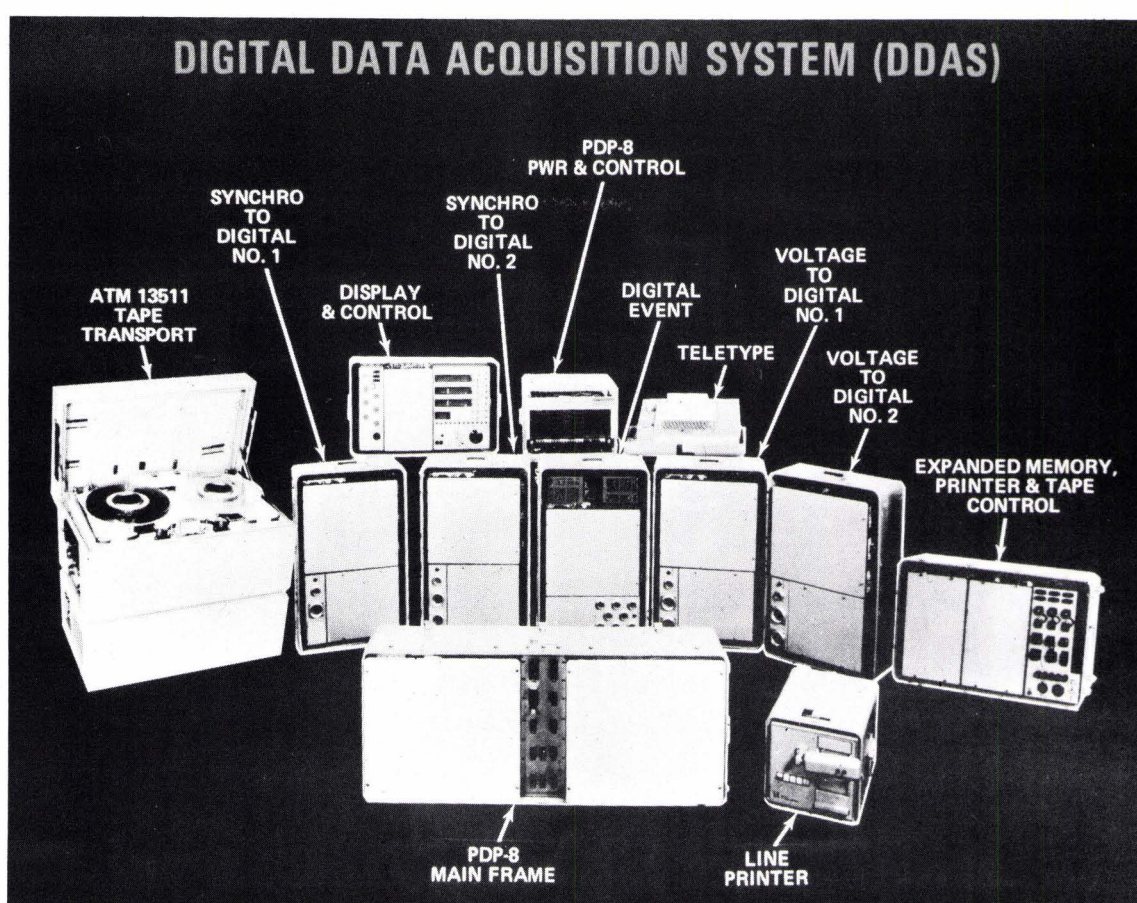 DIGITAL DATA ACQUISITION SYSTEM (DDAS)
PDP-8
PWR & CONTROL
SYNCHRO
TO
DIGITAL
NO. 1
SYNCHRO
TO
DIGITAL
NO. 2
VOLTAGE
TO
DIGITAL
NO. 1
ATM 13511
TAPE
TRANSPORT
DISPLAY
& CONTROL
DIGITAL
EVENT
TELETYPE
VOLTAGE
TO
DIGITAL
NO. 2
EXPANDED MEMORY,
PRINTER & TAPE
CONTROL
PDP-8
MAIN FRAME
LINE
PRINTER